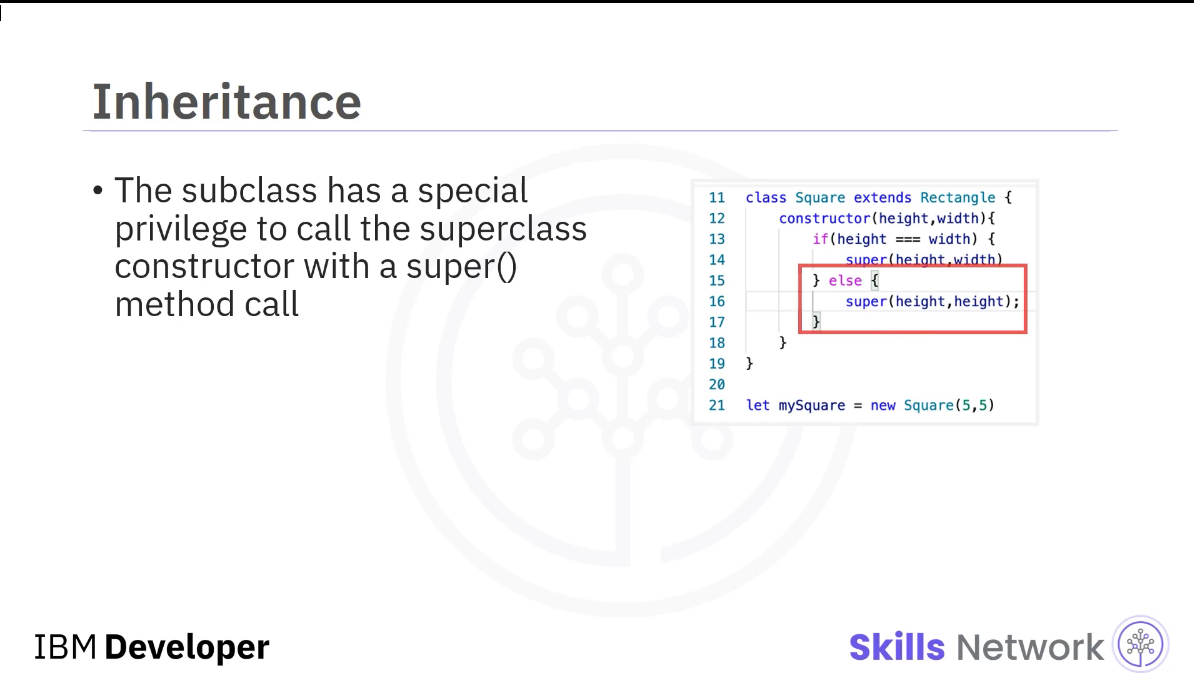 Inheritance
• The subclass has a special
privilege to call the superclass
constructor with a super()
method call
11 class Square extends Rectangle {
12 constructor(height,width){
13 if(height === width) {
14 super(height,width)
15 } else {
16 super(height,height);
17 }
18 }
19 }
20
21 let mySquare = new Square(5,5)
IBM Developer
Skills Network